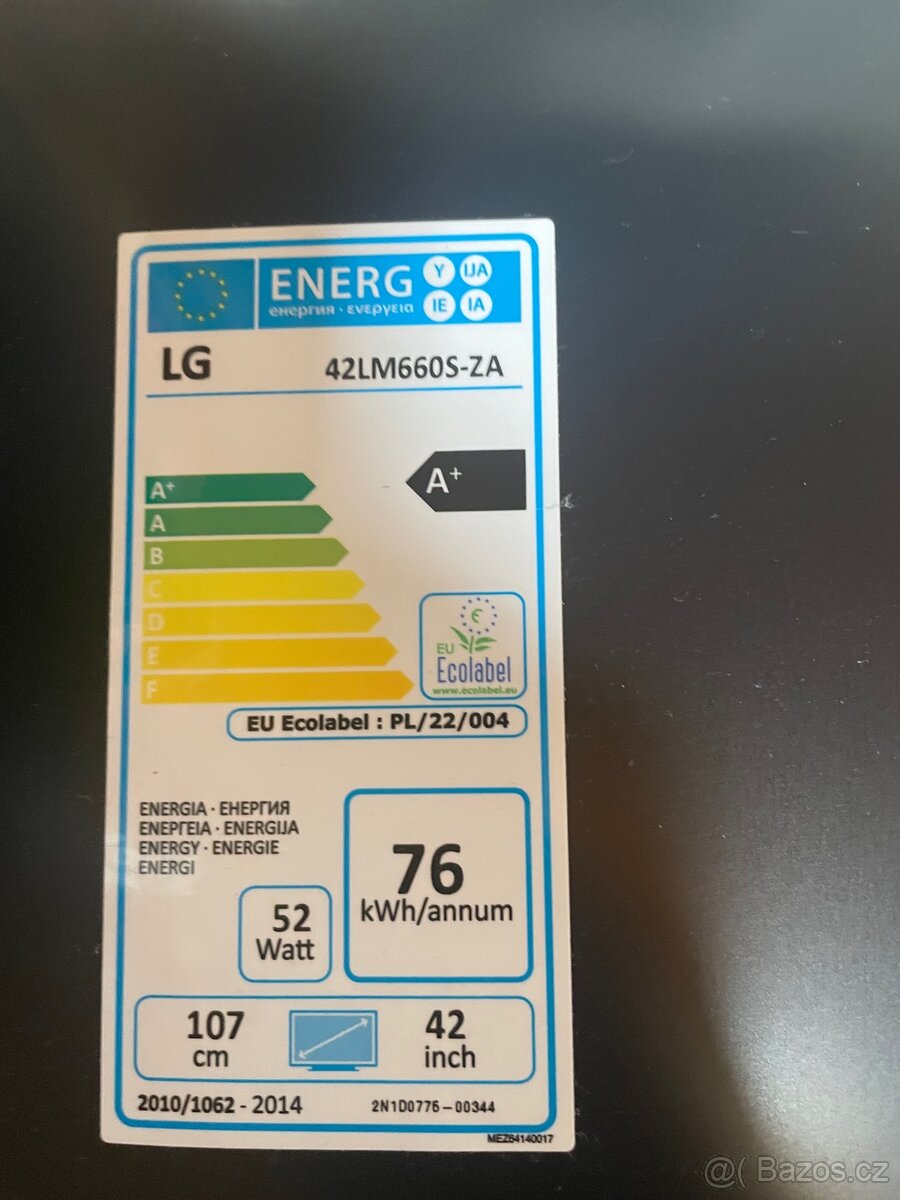 ENERG Y IJA
енергия · ενεργεια IE IA
LG 42LM660S-ZA
A+
A+
A
B
C
D
E
F
EU
Ecolabel
www.ecolabel.eu
EU Ecolabel : PL/22/004
ENERGIA · ЕНЕРГИЯ
ΕΝΕΡΓΕΙΑ · ENERGIJA
ENERGY · ENERGIE
ENERGI
76
kWh/annum
52
Watt
107
cm
42
inch
2010/1062 - 2014 2N1D0775-00344
MEZ64140017
@( Bazos.cz